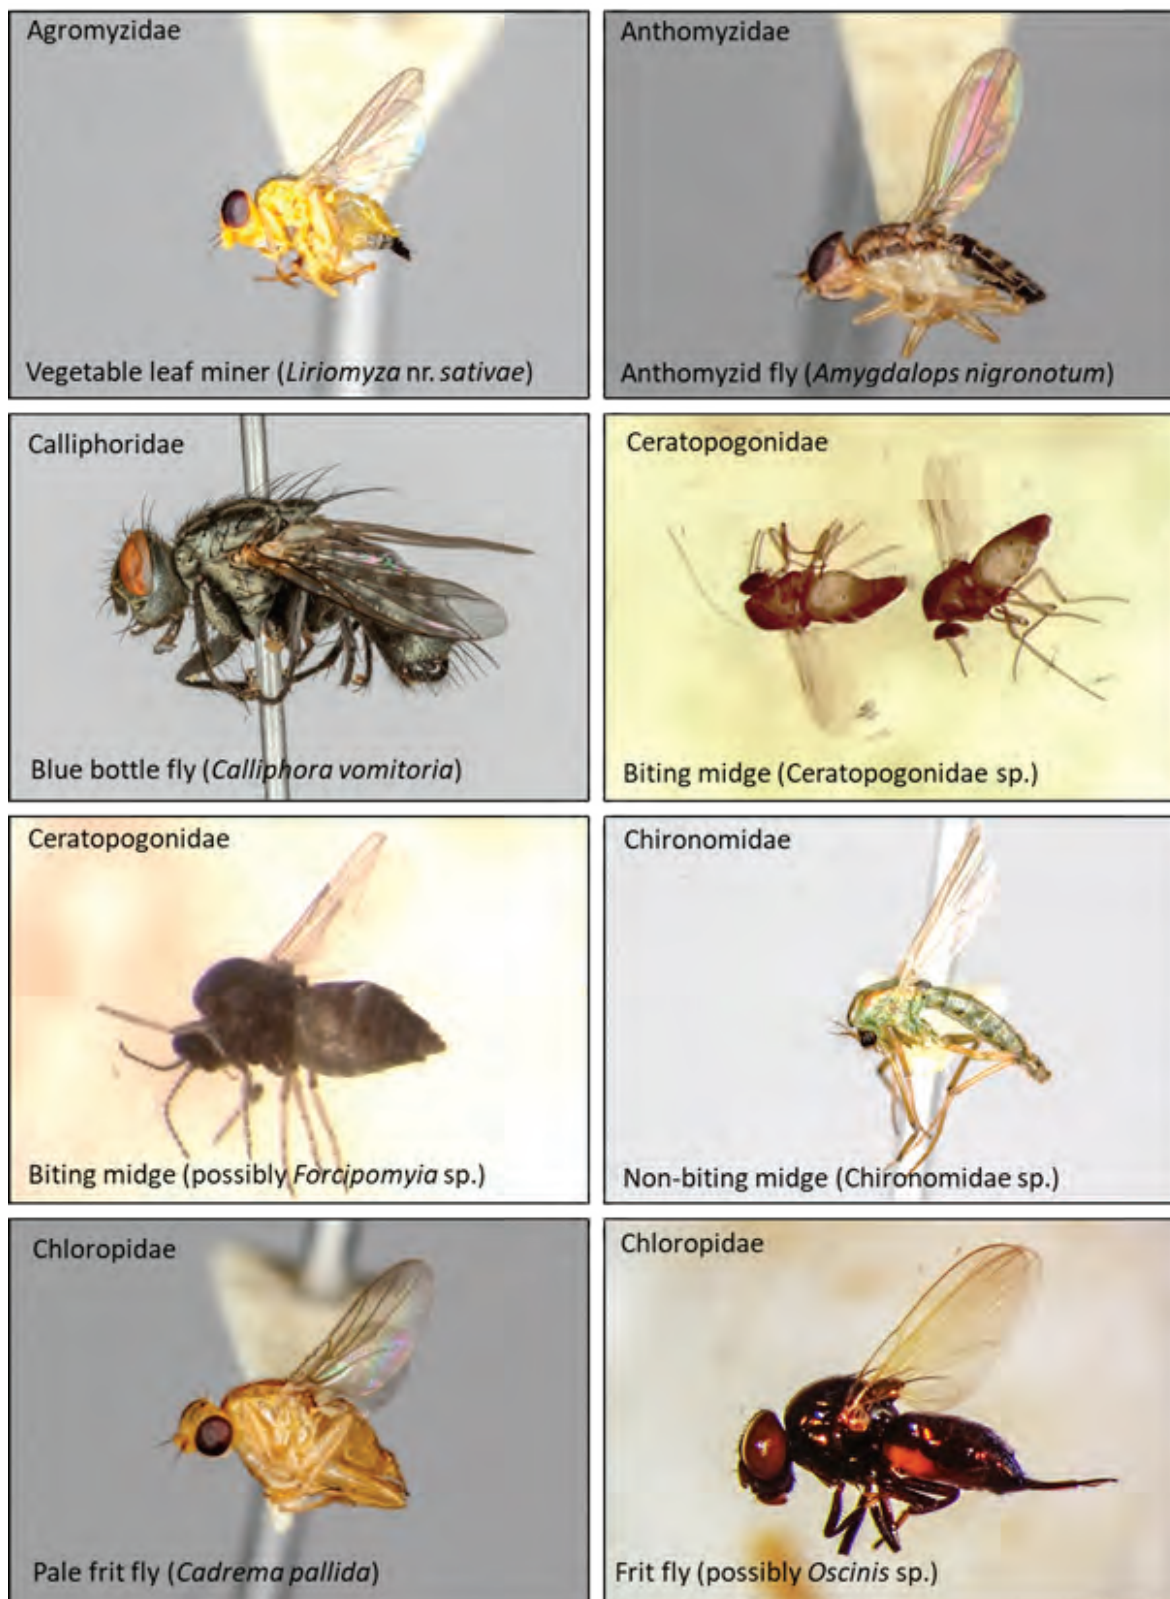 Agromyzidae
Vegetable leaf miner (Liriomyza nr. sativae)
Anthomyzidae
Anthomyzid fly (Amygdalops nigronotum)
Calliphoridae
Blue bottle fly (Calliphora vomitoria)
Ceratopogonidae
Biting midge (Ceratopogonidae sp.)
Ceratopogonidae
Biting midge (possibly Forcipomyia sp.)
Chironomidae
Non-biting midge (Chironomidae sp.)
Chloropidae
Pale frit fly (Cadrema pallida)
Chloropidae
Frit fly (possibly Oscinis sp.)